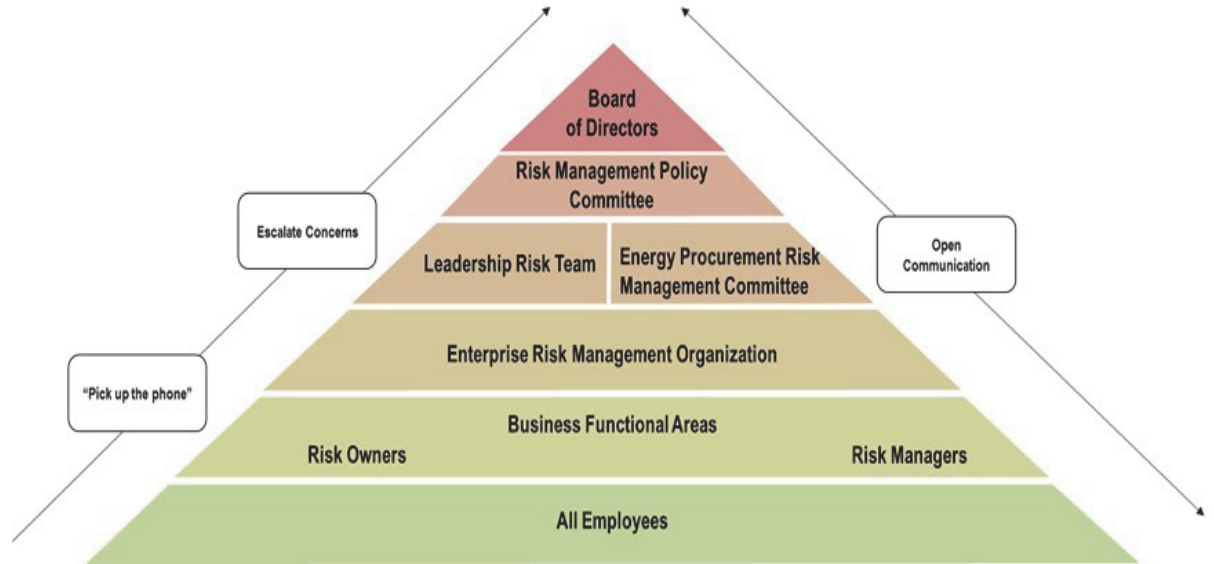 Board
of Directors
Risk Management Policy
Committee
Escalate Concerns
Leadership Risk Team
Energy Procurement Risk
Management Committee
Open
Communication
Enterprise Risk Management Organization
“Pick up the phone”
Business Functional Areas
Risk Owners
Risk Managers
All Employees